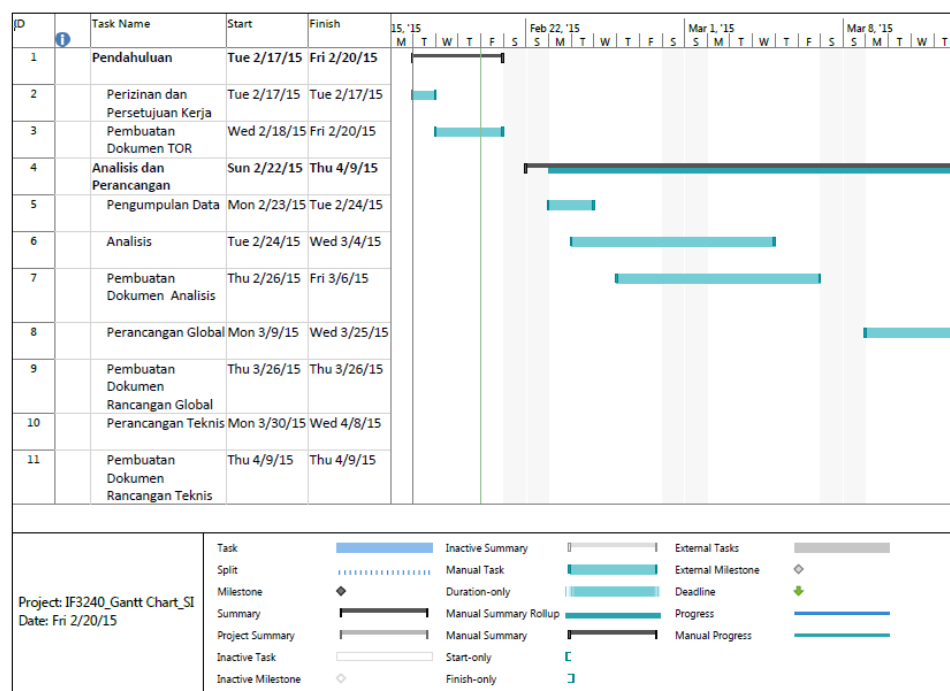 ID Task Name Start Finish 15, '15 Feb 22, '15 Mar 1, '15 Mar 8, '15
M T W T F S S M T W T F S S M T W T F S S M T W T
1 Pendahuluan Tue 2/17/15 Fri 2/20/15
2 Perizinan dan Tue 2/17/15 Tue 2/17/15
Persetujuan Kerja
3 Pembuatan Wed 2/18/15 Fri 2/20/15
Dokumen TOR
4 Analisis dan Sun 2/22/15 Thu 4/9/15
Perancangan
5 Pengumpulan Data Mon 2/23/15 Tue 2/24/15
6 Analisis Tue 2/24/15 Wed 3/4/15
7 Pembuatan Thu 2/26/15 Fri 3/6/15
Dokumen Analisis
8 Perancangan Global Mon 3/9/15 Wed 3/25/15
9 Pembuatan Thu 3/26/15 Thu 3/26/15
Dokumen
Rancangan Global
10 Perancangan Teknis Mon 3/30/15 Wed 4/8/15
11 Pembuatan Thu 4/9/15 Thu 4/9/15
Dokumen
Rancangan Teknis
Project: IF3240_Gantt Chart_SI
Date: Fri 2/20/15
Task
Split
Milestone
Summary
Project Summary
Inactive Task
Inactive Milestone
Inactive Summary
Manual Task
Duration-only
Manual Summary Rollup
Manual Summary
Start-only
Finish-only
External Tasks
External Milestone
Deadline
Progress
Manual Progress